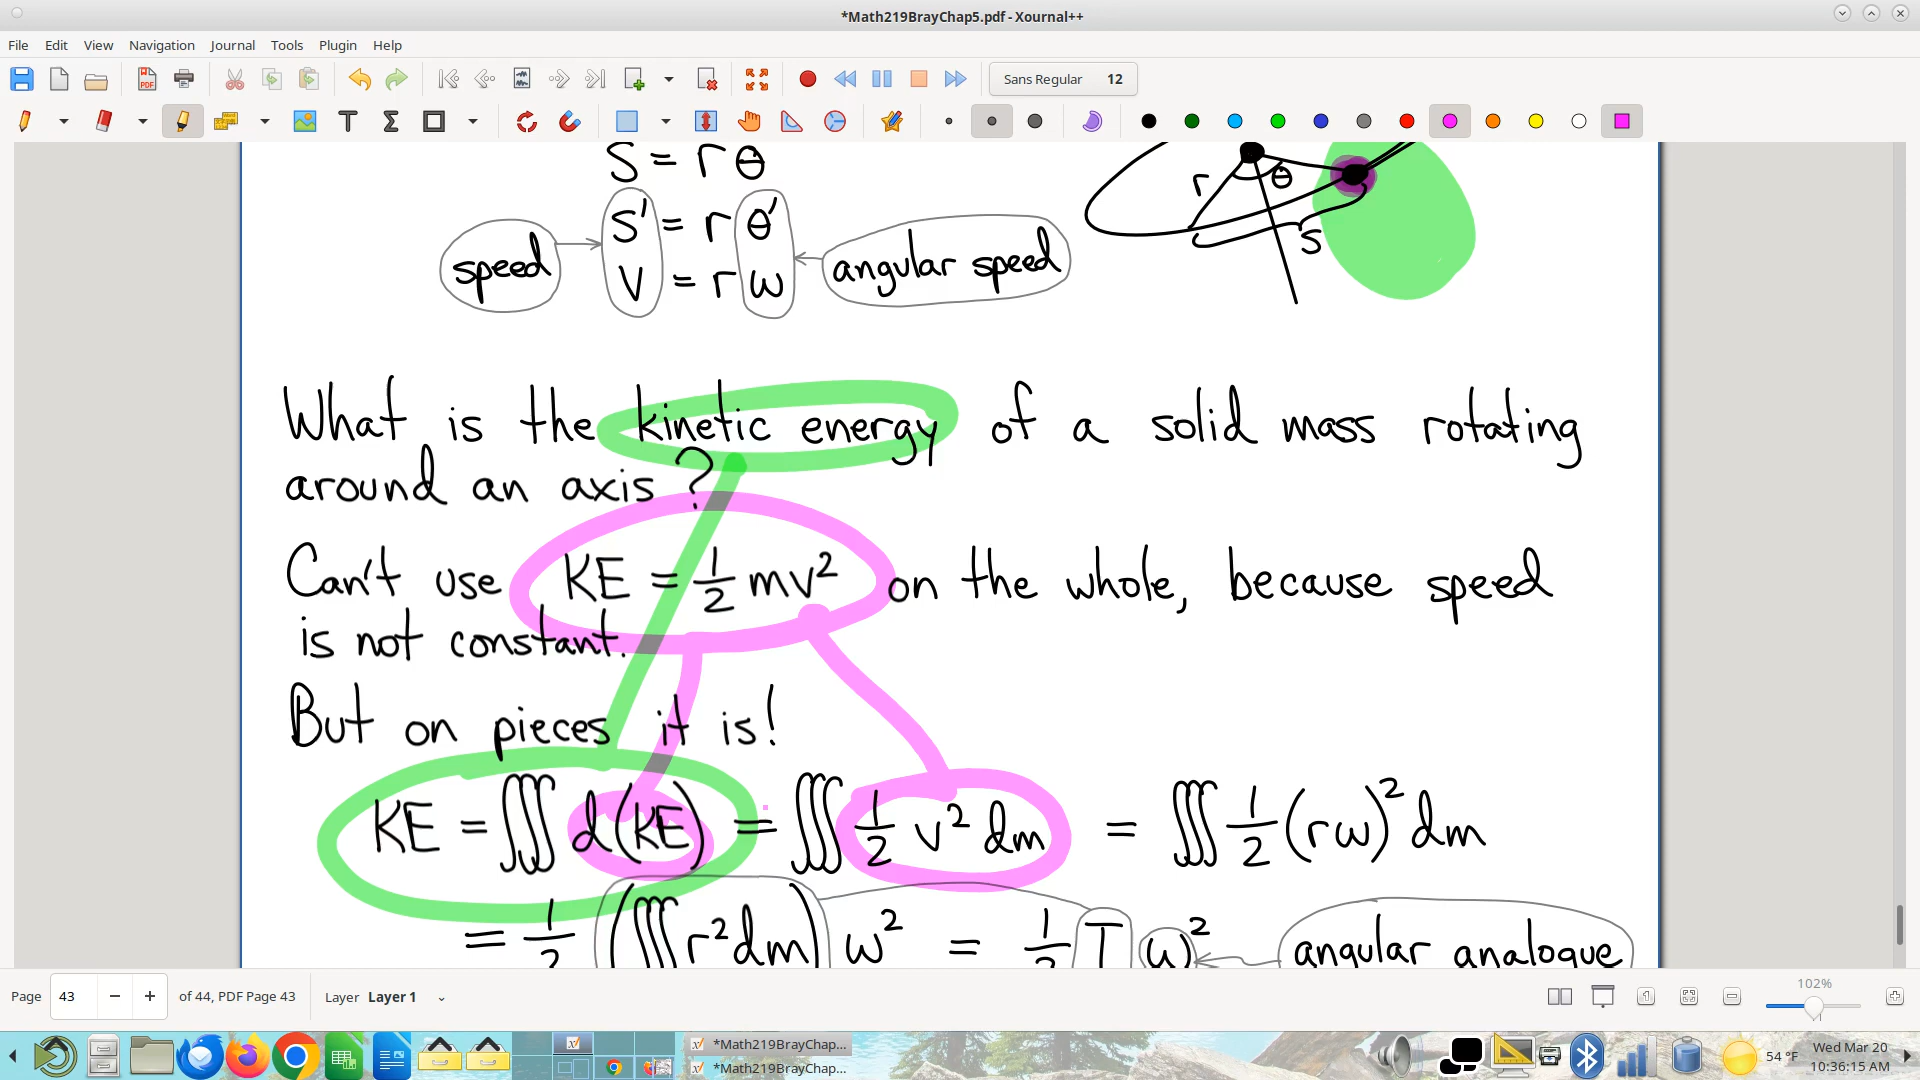 *Math219BrayChap5.pdf - Xournal++
File Edit View Navigation Journal Tools Plugin Help
Sans Regular 12
S = rθ
r θ
S' = rθ'
S
speed
angular speed
V = rω
What is the kinetic energy of a solid mass rotating
around an axis?
Can't use KE = 1/2 mv² on the whole, because speed
is not constant.
But on pieces it is!
KE = ∭ d(KE) = ∭ 1/2 v² dm = ∭ 1/2 (rω)² dm
= 1/2 (∭ r² dm) ω² = 1/2 I ω² angular analogue
Page 43 of 44, PDF Page 43 Layer Layer 1 102%
*Math219BrayChap...
*Math219BrayChap...
54 °F
Wed Mar 20
10:36:15 AM